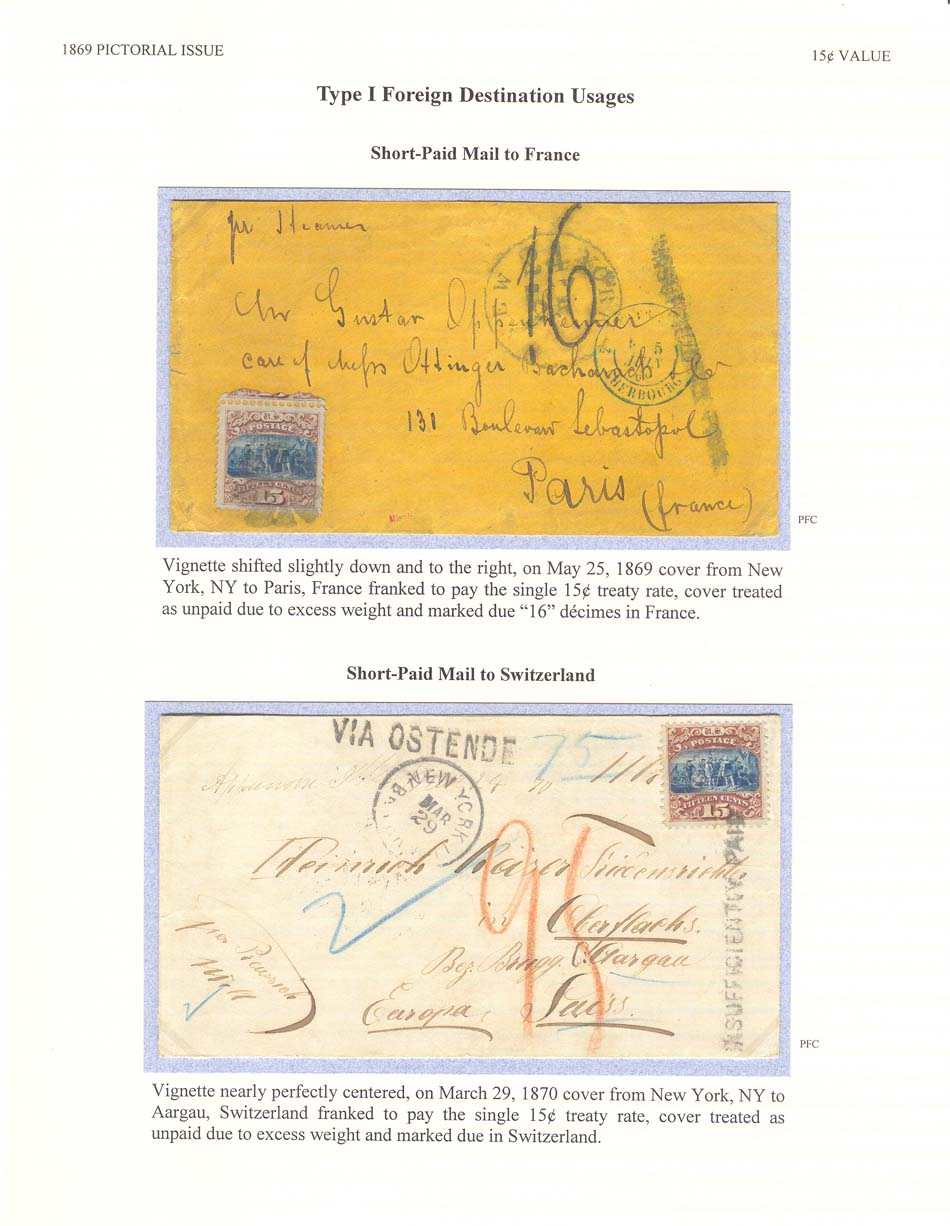 1869 PICTORIAL ISSUE
15¢ VALUE
Type I Foreign Destination Usages
Short-Paid Mail to France
pr Steamer
Mr Gustav Oppenheimer
care of Messrs Ottinger Bacharach & Co
131 Boulevar Sebastopol
Paris (france)
16
CHERBOURG
U.S.
POSTAGE
FIFTEEN CENTS
15
PFC
Vignette shifted slightly down and to the right, on May 25, 1869 cover from New
York, NY to Paris, France franked to pay the single 15¢ treaty rate, cover treated
as unpaid due to excess weight and marked due “16” décimes in France.
Short-Paid Mail to Switzerland
VIA OSTENDE
75
NEW YORK
MAR
29
U.S.
POSTAGE
FIFTEEN CENTS
15
INSUFFICIENTLY PAID
Heinrich
in Oberflachs.
Bez. Brugg. C. Aargau
Europa, Suiss.
2
95
per
PFC
Vignette nearly perfectly centered, on March 29, 1870 cover from New York, NY to
Aargau, Switzerland franked to pay the single 15¢ treaty rate, cover treated as
unpaid due to excess weight and marked due in Switzerland.